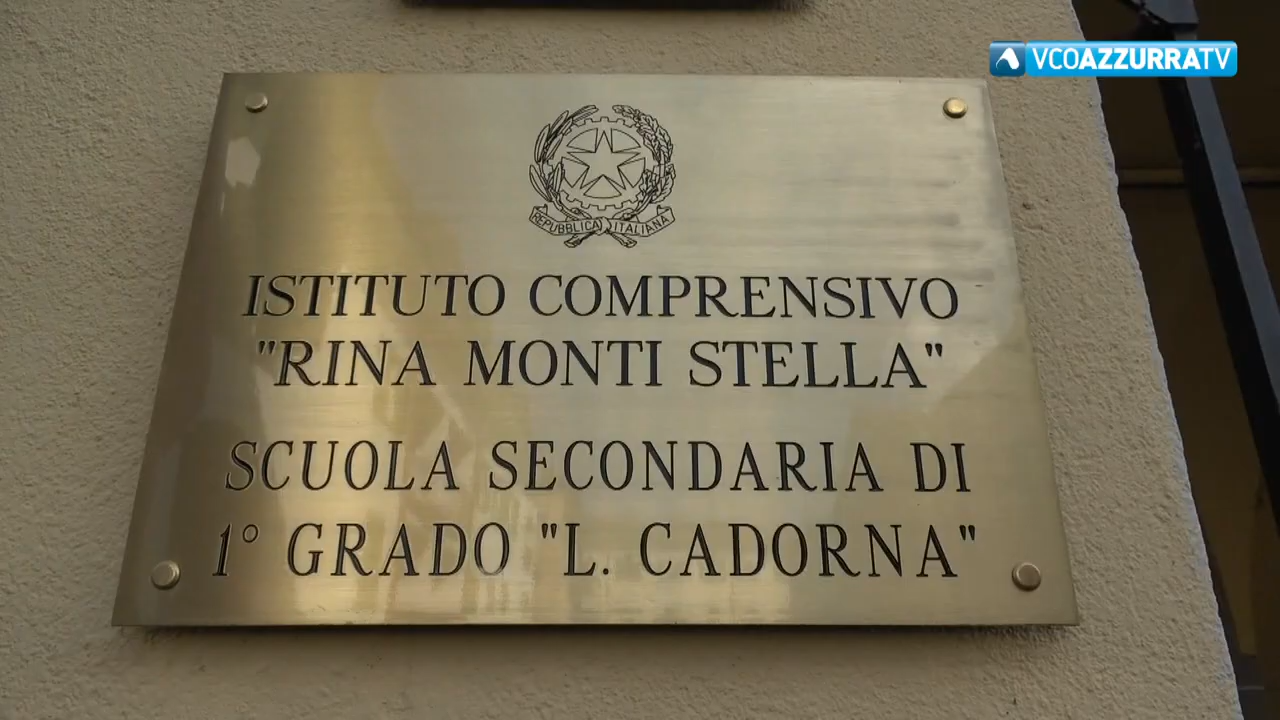 VCOAZZURRATV
REPUBBLICA ITALIANA
ISTITUTO COMPRENSIVO
"RINA MONTI STELLA"
SCUOLA SECONDARIA DI
1° GRADO "L. CADORNA"